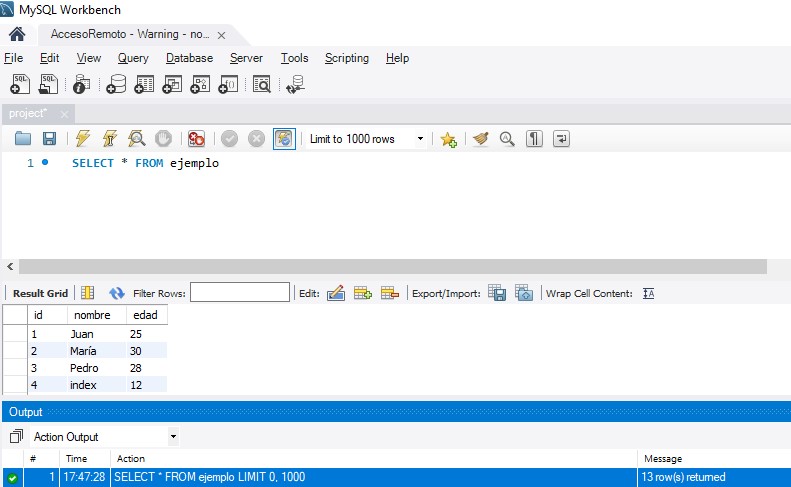 MySQL Workbench
AccesoRemoto - Warning - no... ×
File Edit View Query Database Server Tools Scripting Help
project* ×
Limit to 1000 rows
1 SELECT * FROM ejemplo
Result Grid Filter Rows: Edit: Export/Import: Wrap Cell Content:
id nombre edad
1 Juan 25
2 María 30
3 Pedro 28
4 index 12
Output
Action Output
# Time Action Message
1 17:47:28 SELECT * FROM ejemplo LIMIT 0, 1000 13 row(s) returned